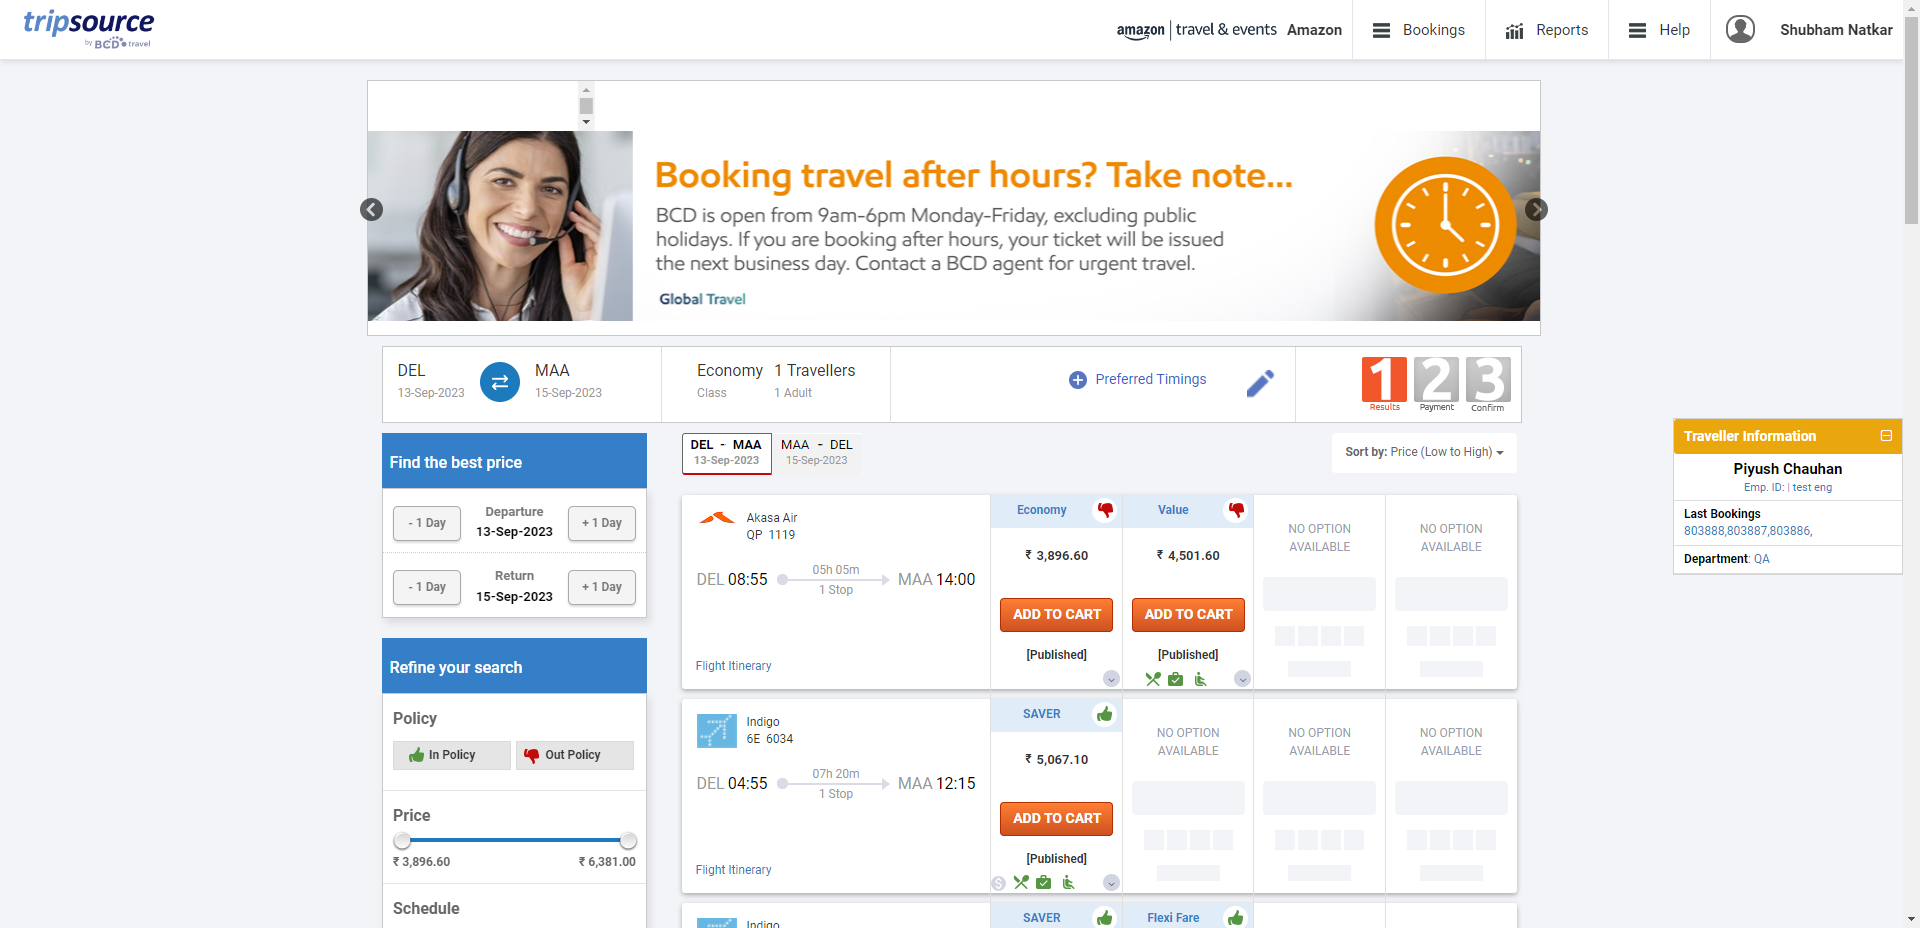 tripsource
by BCD travel
amazon | travel & events Amazon
Bookings
Reports
Help
Shubham Natkar
Booking travel after hours? Take note...
BCD is open from 9am-6pm Monday-Friday, excluding public
holidays. If you are booking after hours, your ticket will be issued
the next business day. Contact a BCD agent for urgent travel.
Global Travel
DEL
13-Sep-2023
MAA
15-Sep-2023
Economy
Class
1 Travellers
1 Adult
Preferred Timings
1 2 3
Results Payment Confirm
Find the best price
- 1 Day
Departure
13-Sep-2023
+ 1 Day
- 1 Day
Return
15-Sep-2023
+ 1 Day
Refine your search
Policy
In Policy
Out Policy
Price
₹ 3,896.60
₹ 6,381.00
Schedule
DEL - MAA
13-Sep-2023
MAA - DEL
15-Sep-2023
Sort by: Price (Low to High)
Akasa Air
QP 1119
DEL 08:55
05h 05m
1 Stop
MAA 14:00
Flight Itinerary
Economy
₹ 3,896.60
ADD TO CART
[Published]
Value
₹ 4,501.60
ADD TO CART
[Published]
NO OPTION
AVAILABLE
NO OPTION
AVAILABLE
Indigo
6E 6034
DEL 04:55
07h 20m
1 Stop
MAA 12:15
Flight Itinerary
SAVER
₹ 5,067.10
ADD TO CART
[Published]
NO OPTION
AVAILABLE
NO OPTION
AVAILABLE
NO OPTION
AVAILABLE
Indigo
SAVER
Flexi Fare
Traveller Information
Piyush Chauhan
Emp. ID: | test eng
Last Bookings
803888,803887,803886,
Department: QA